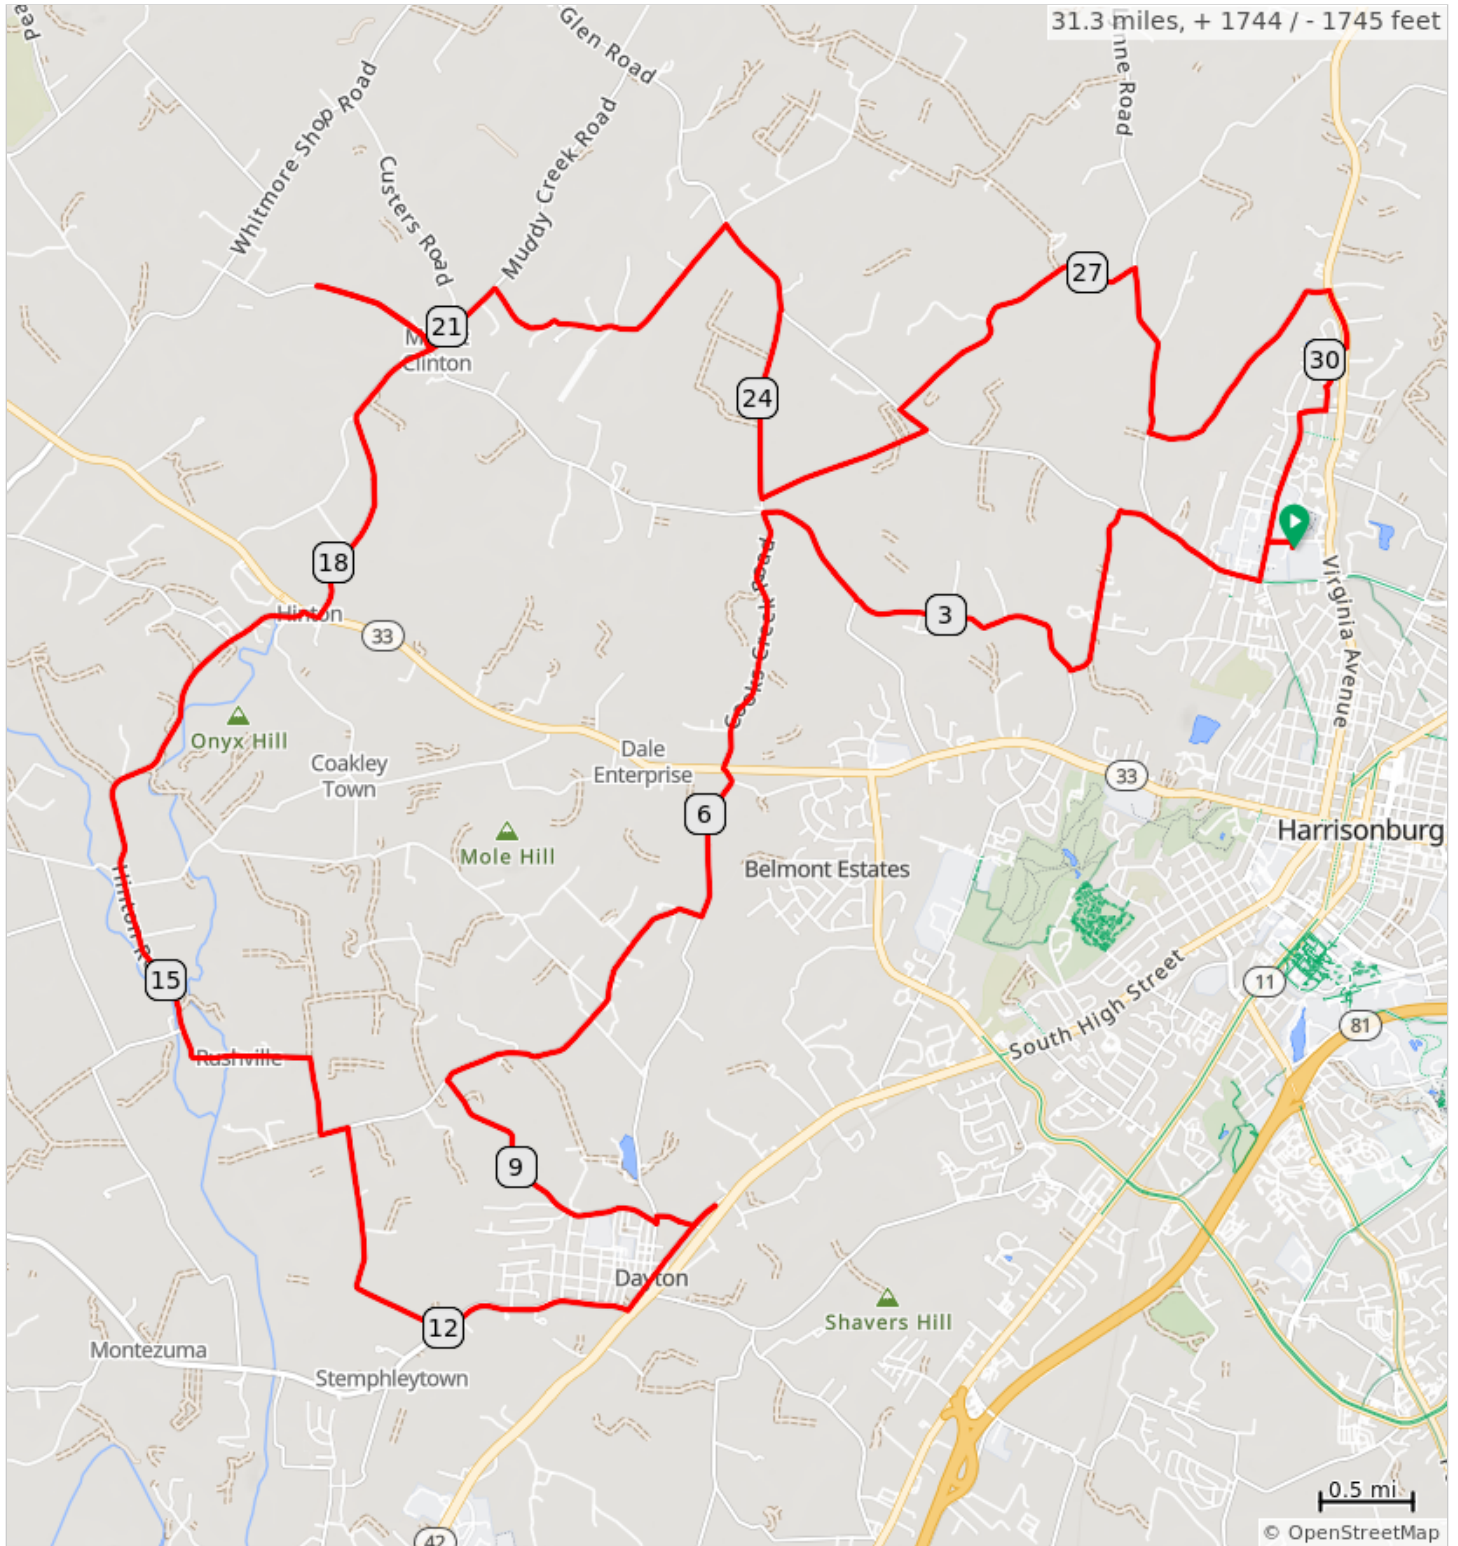 31.3 miles, + 1744 / - 1745 feet
Glen Road
Whitmore Shop Road
Custers Road
Muddy Creek Road
Road
27
21
Clinton
30
24
18
Hinton
33
3
Virginia Avenue
Onyx Hill
Coakley
Town
Dale
Enterprise
33
6
Harrisonburg
Mole Hill
Belmont Estates
15
11
South High Street
81
Rushville
9
Dayton
Shavers Hill
12
Montezuma
Stemphleytown
0.5 mi
42
© OpenStreetMap